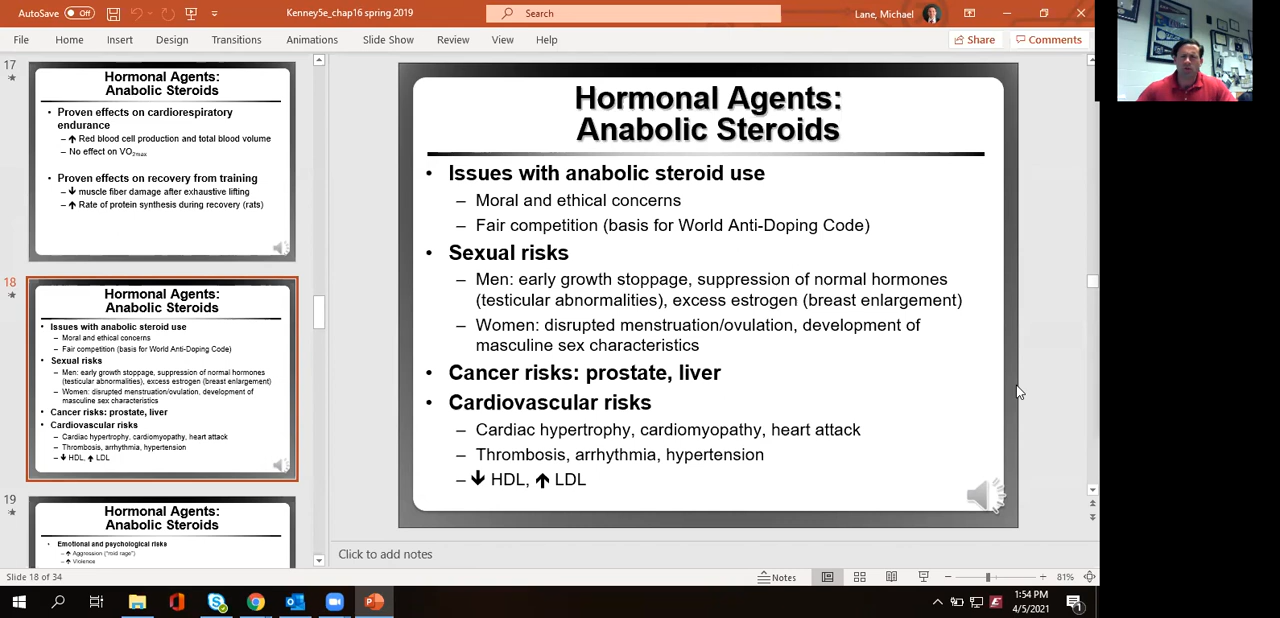 AutoSave Off Kenney5e_chap16 spring 2019 Search Lane, Michael
File Home Insert Design Transitions Animations Slide Show Review View Help Share Comments
17
Hormonal Agents:
Anabolic Steroids
• Proven effects on cardiorespiratory
endurance
– ↑ Red blood cell production and total blood volume
– No effect on VO2max
• Proven effects on recovery from training
– ↓ muscle fiber damage after exhaustive lifting
– ↑ Rate of protein synthesis during recovery (rats)
18
Hormonal Agents:
Anabolic Steroids
• Issues with anabolic steroid use
– Moral and ethical concerns
– Fair competition (basis for World Anti-Doping Code)
• Sexual risks
– Men: early growth stoppage, suppression of normal hormones
(testicular abnormalities), excess estrogen (breast enlargement)
– Women: disrupted menstruation/ovulation, development of
masculine sex characteristics
• Cancer risks: prostate, liver
• Cardiovascular risks
– Cardiac hypertrophy, cardiomyopathy, heart attack
– Thrombosis, arrhythmia, hypertension
– ↓ HDL, ↑ LDL
19
Hormonal Agents:
Anabolic Steroids
• Emotional and psychological risks
– ↑ Aggression ("roid rage")
– ↑ Violence
Hormonal Agents:
Anabolic Steroids
• Issues with anabolic steroid use
– Moral and ethical concerns
– Fair competition (basis for World Anti-Doping Code)
• Sexual risks
– Men: early growth stoppage, suppression of normal hormones
(testicular abnormalities), excess estrogen (breast enlargement)
– Women: disrupted menstruation/ovulation, development of
masculine sex characteristics
• Cancer risks: prostate, liver
• Cardiovascular risks
– Cardiac hypertrophy, cardiomyopathy, heart attack
– Thrombosis, arrhythmia, hypertension
– ↓ HDL, ↑ LDL
Click to add notes
Slide 18 of 34 Notes 81%
1:54 PM
4/5/2021